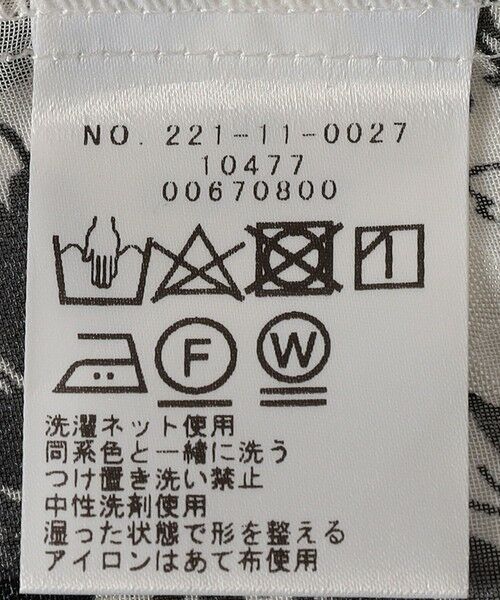 NO. 221-11-0027
10477
00670800
F W
洗濯ネット使用
同系色と一緒に洗う
つけ置き洗い禁止
中性洗剤使用
湿った状態で形を整える
アイロンはあて布使用